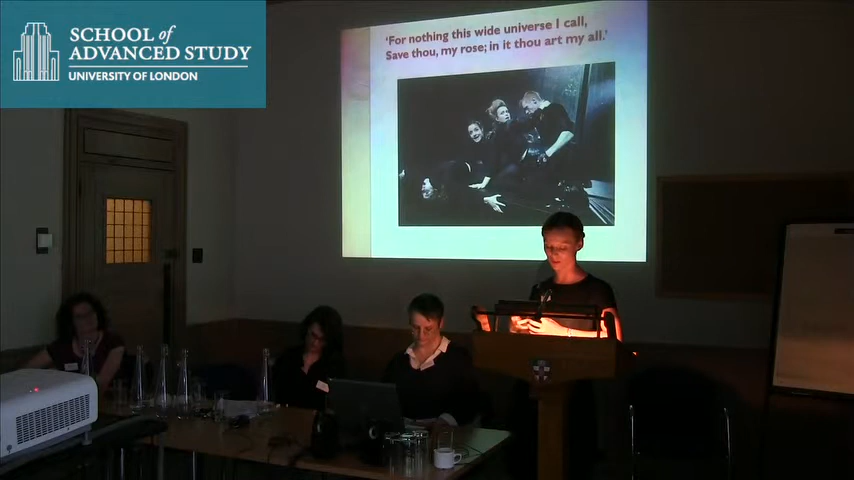 SCHOOL of
ADVANCED STUDY
UNIVERSITY OF LONDON
'For nothing this wide universe I call,
Save thou, my rose; in it thou art my all.'